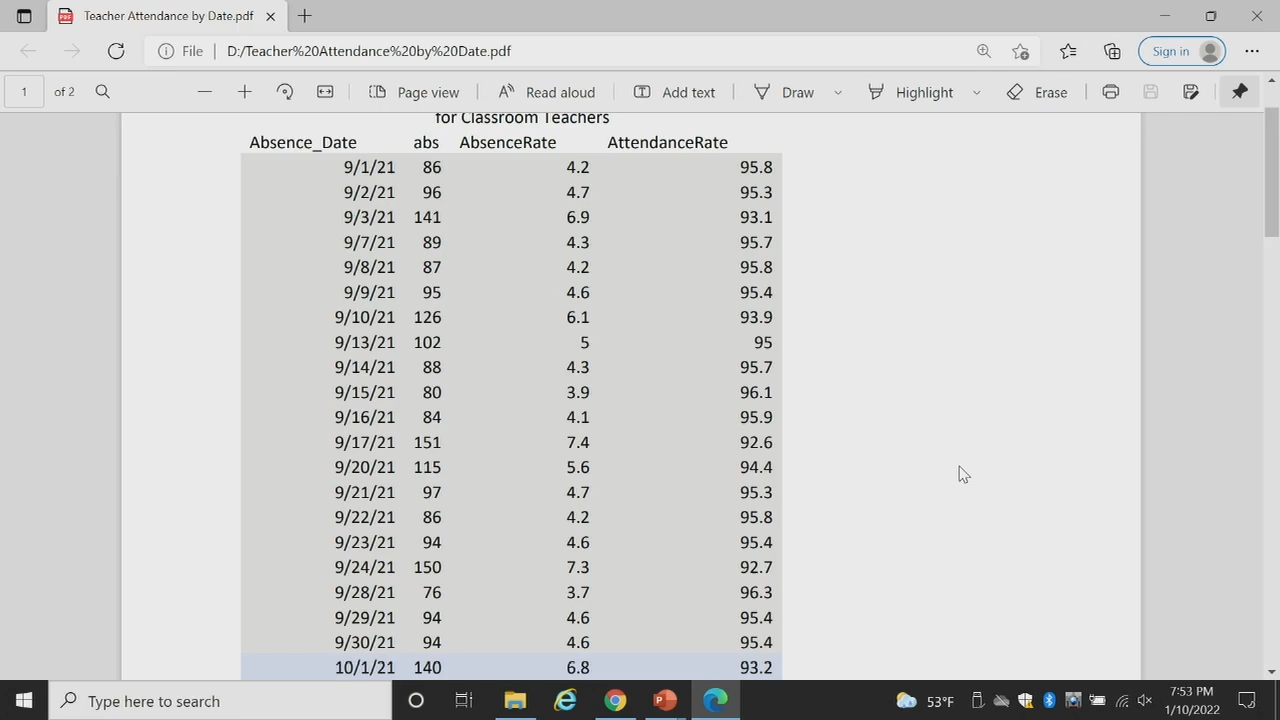 Teacher Attendance by Date.pdf
File D:/Teacher%20Attendance%20by%20Date.pdf Sign in
1 of 2 Page view Read aloud Add text Draw Highlight Erase
for Classroom Teachers
Absence_Date abs AbsenceRate AttendanceRate
9/1/21 86 4.2 95.8
9/2/21 96 4.7 95.3
9/3/21 141 6.9 93.1
9/7/21 89 4.3 95.7
9/8/21 87 4.2 95.8
9/9/21 95 4.6 95.4
9/10/21 126 6.1 93.9
9/13/21 102 5 95
9/14/21 88 4.3 95.7
9/15/21 80 3.9 96.1
9/16/21 84 4.1 95.9
9/17/21 151 7.4 92.6
9/20/21 115 5.6 94.4
9/21/21 97 4.7 95.3
9/22/21 86 4.2 95.8
9/23/21 94 4.6 95.4
9/24/21 150 7.3 92.7
9/28/21 76 3.7 96.3
9/29/21 94 4.6 95.4
9/30/21 94 4.6 95.4
10/1/21 140 6.8 93.2
Type here to search 53°F 7:53 PM
1/10/2022